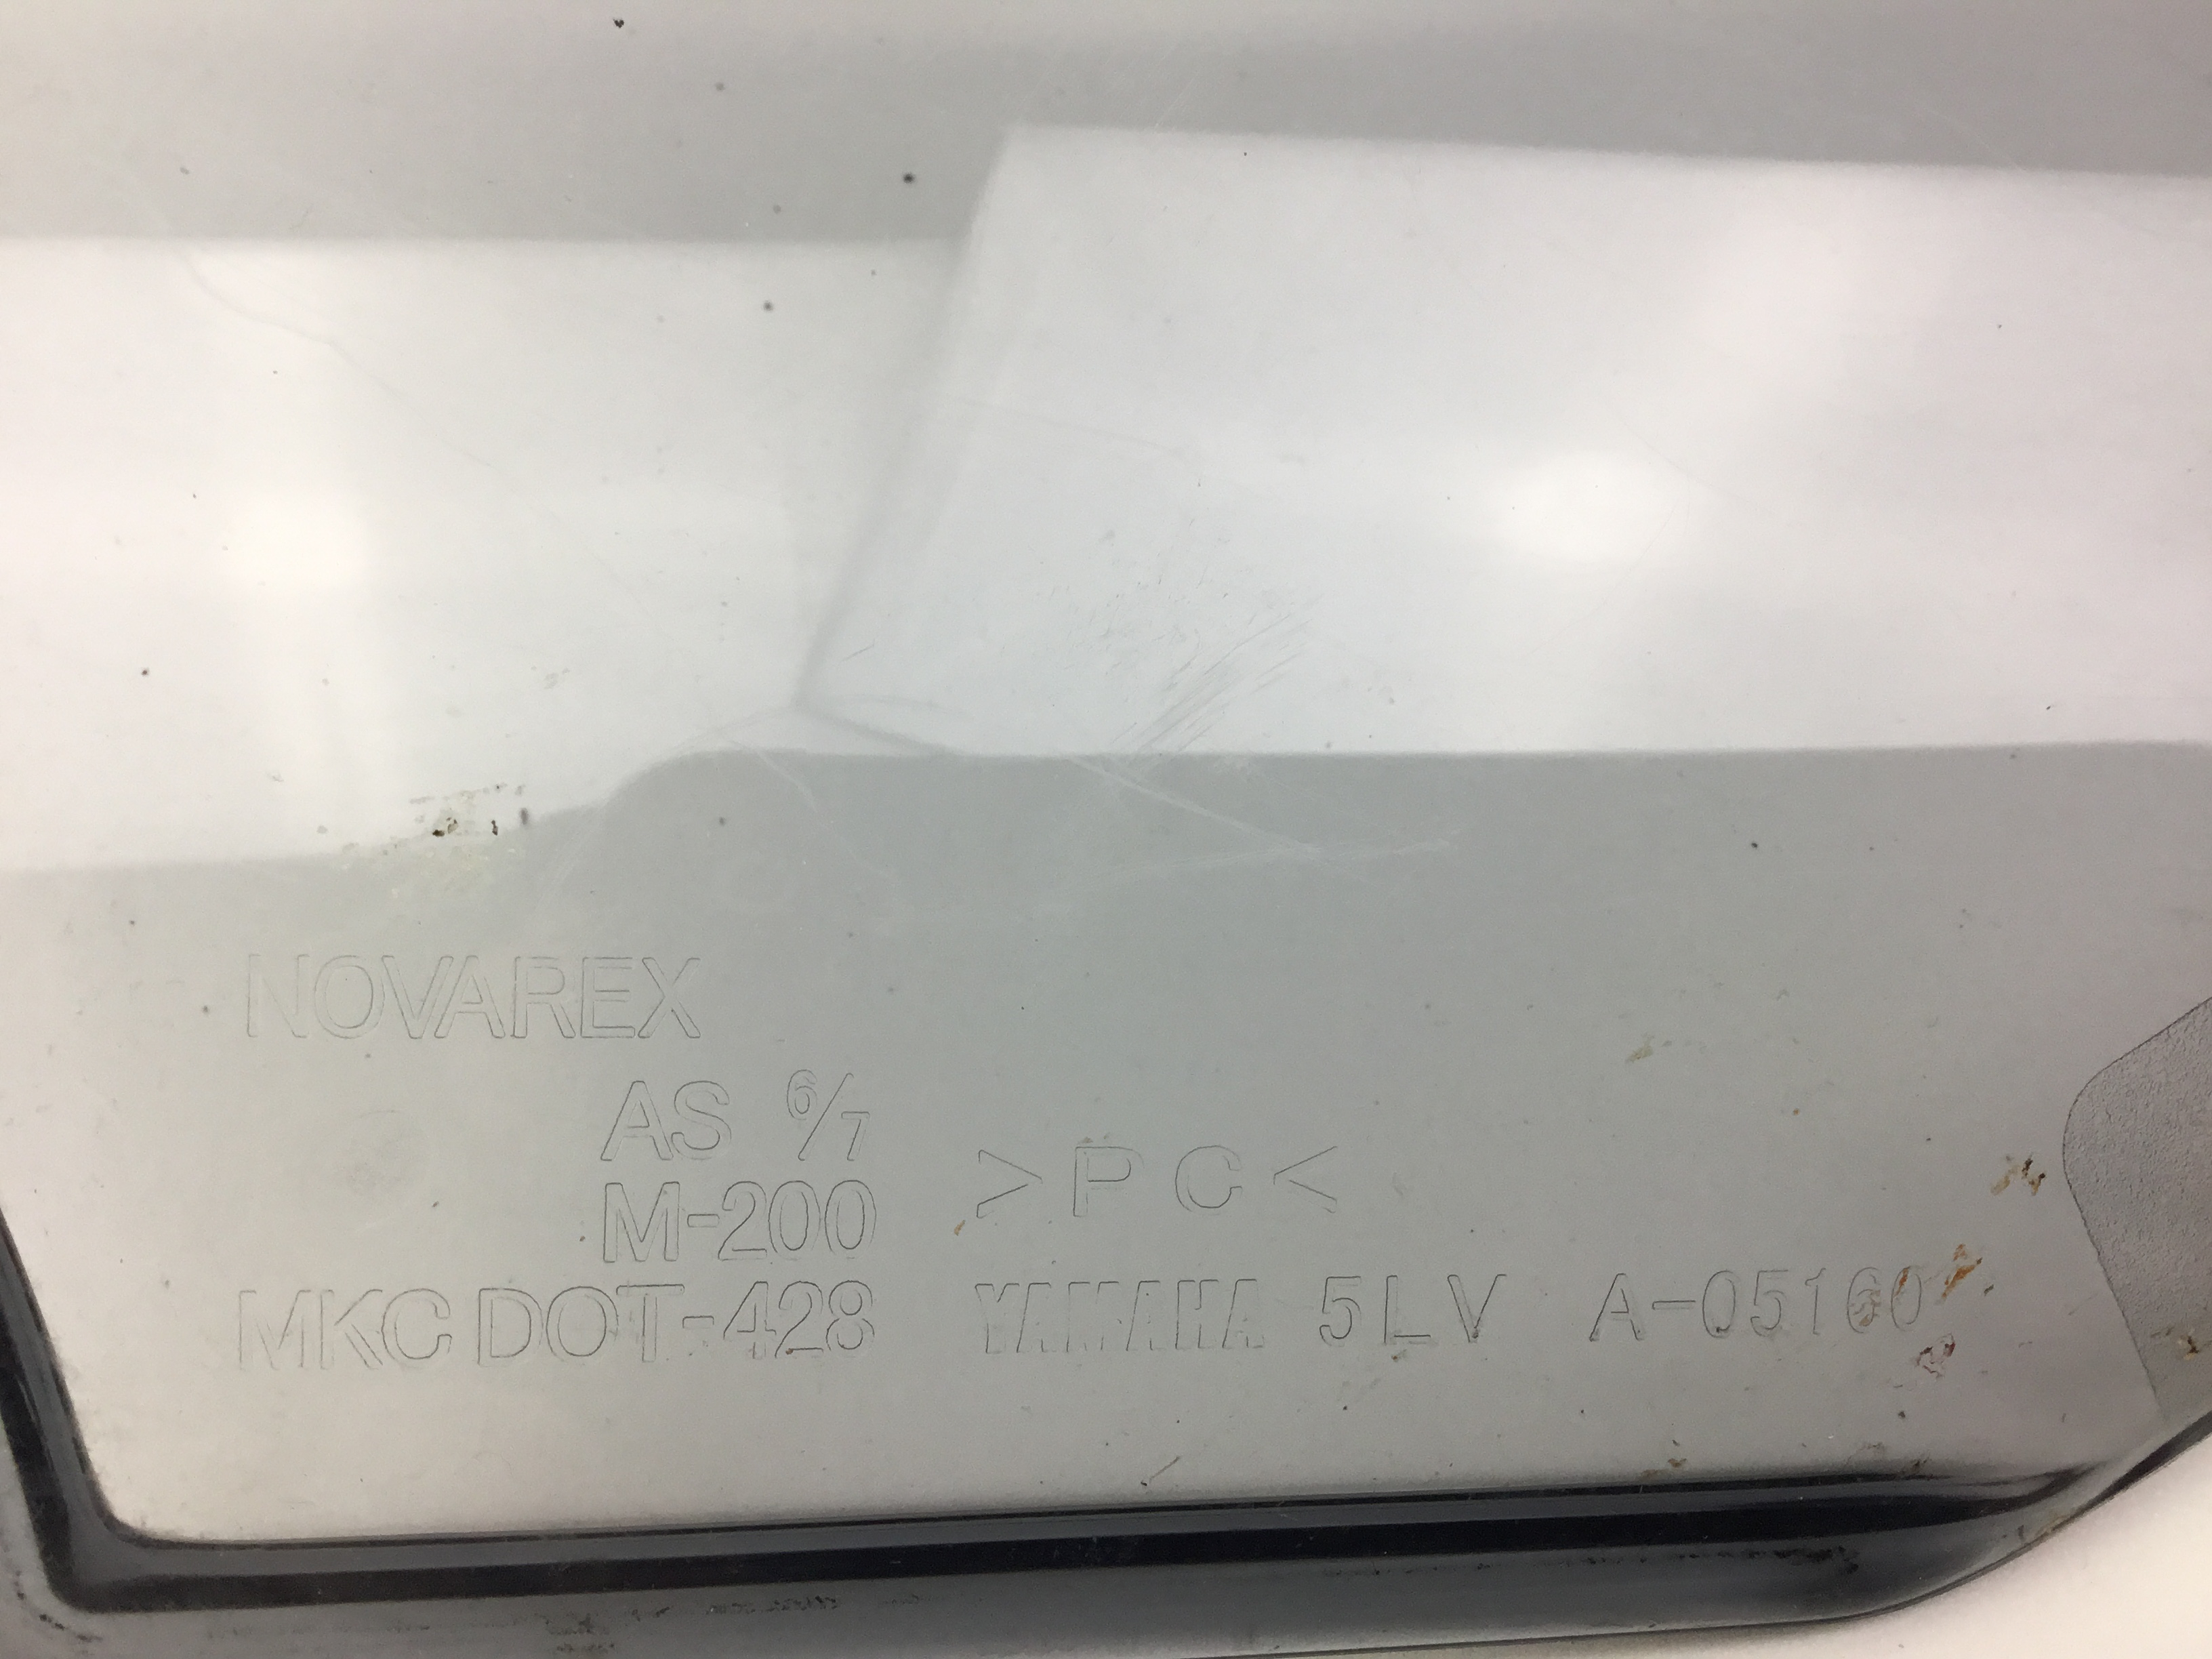 NOVAREX
AS 6/7
M-200
>PC<
MKC DOT-428
YAMAHA 5LV A-05160